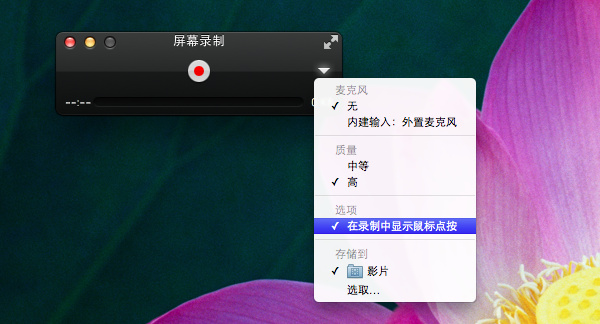 屏幕录制
--:--
麦克风
✓ 无
内建输入：外置麦克风
质量
中等
✓ 高
选项
✓ 在录制中显示鼠标点按
存储到
✓ 影片
选取...